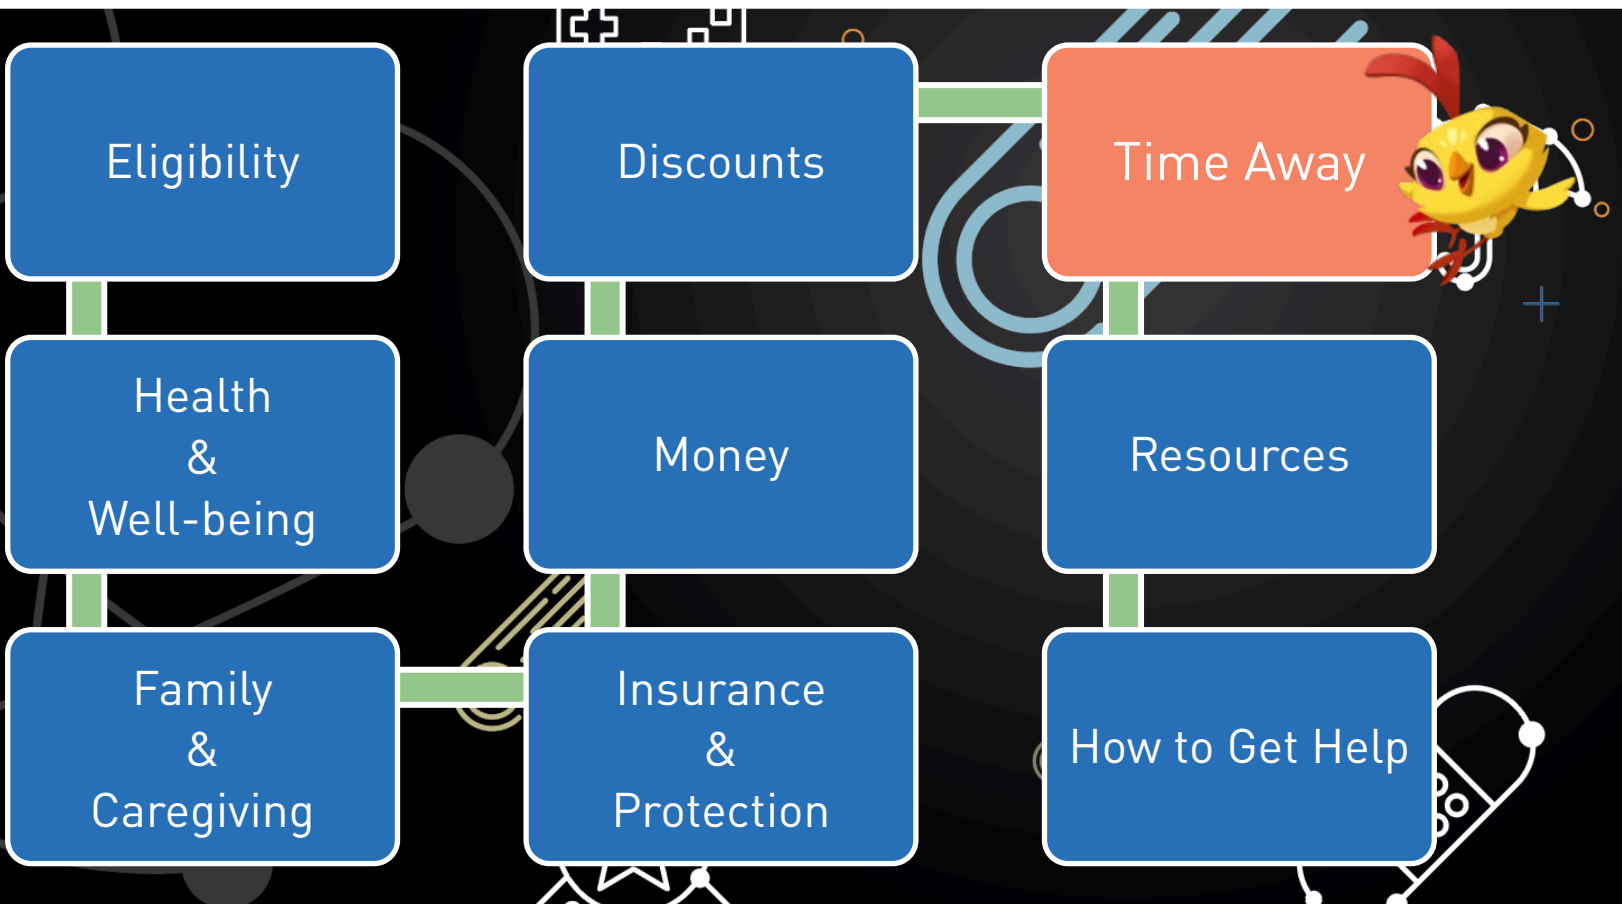 Eligibility
Health
&
Well-being
Family
&
Caregiving
Insurance
&
Protection
Money
Discounts
Time Away
Resources
How to Get Help